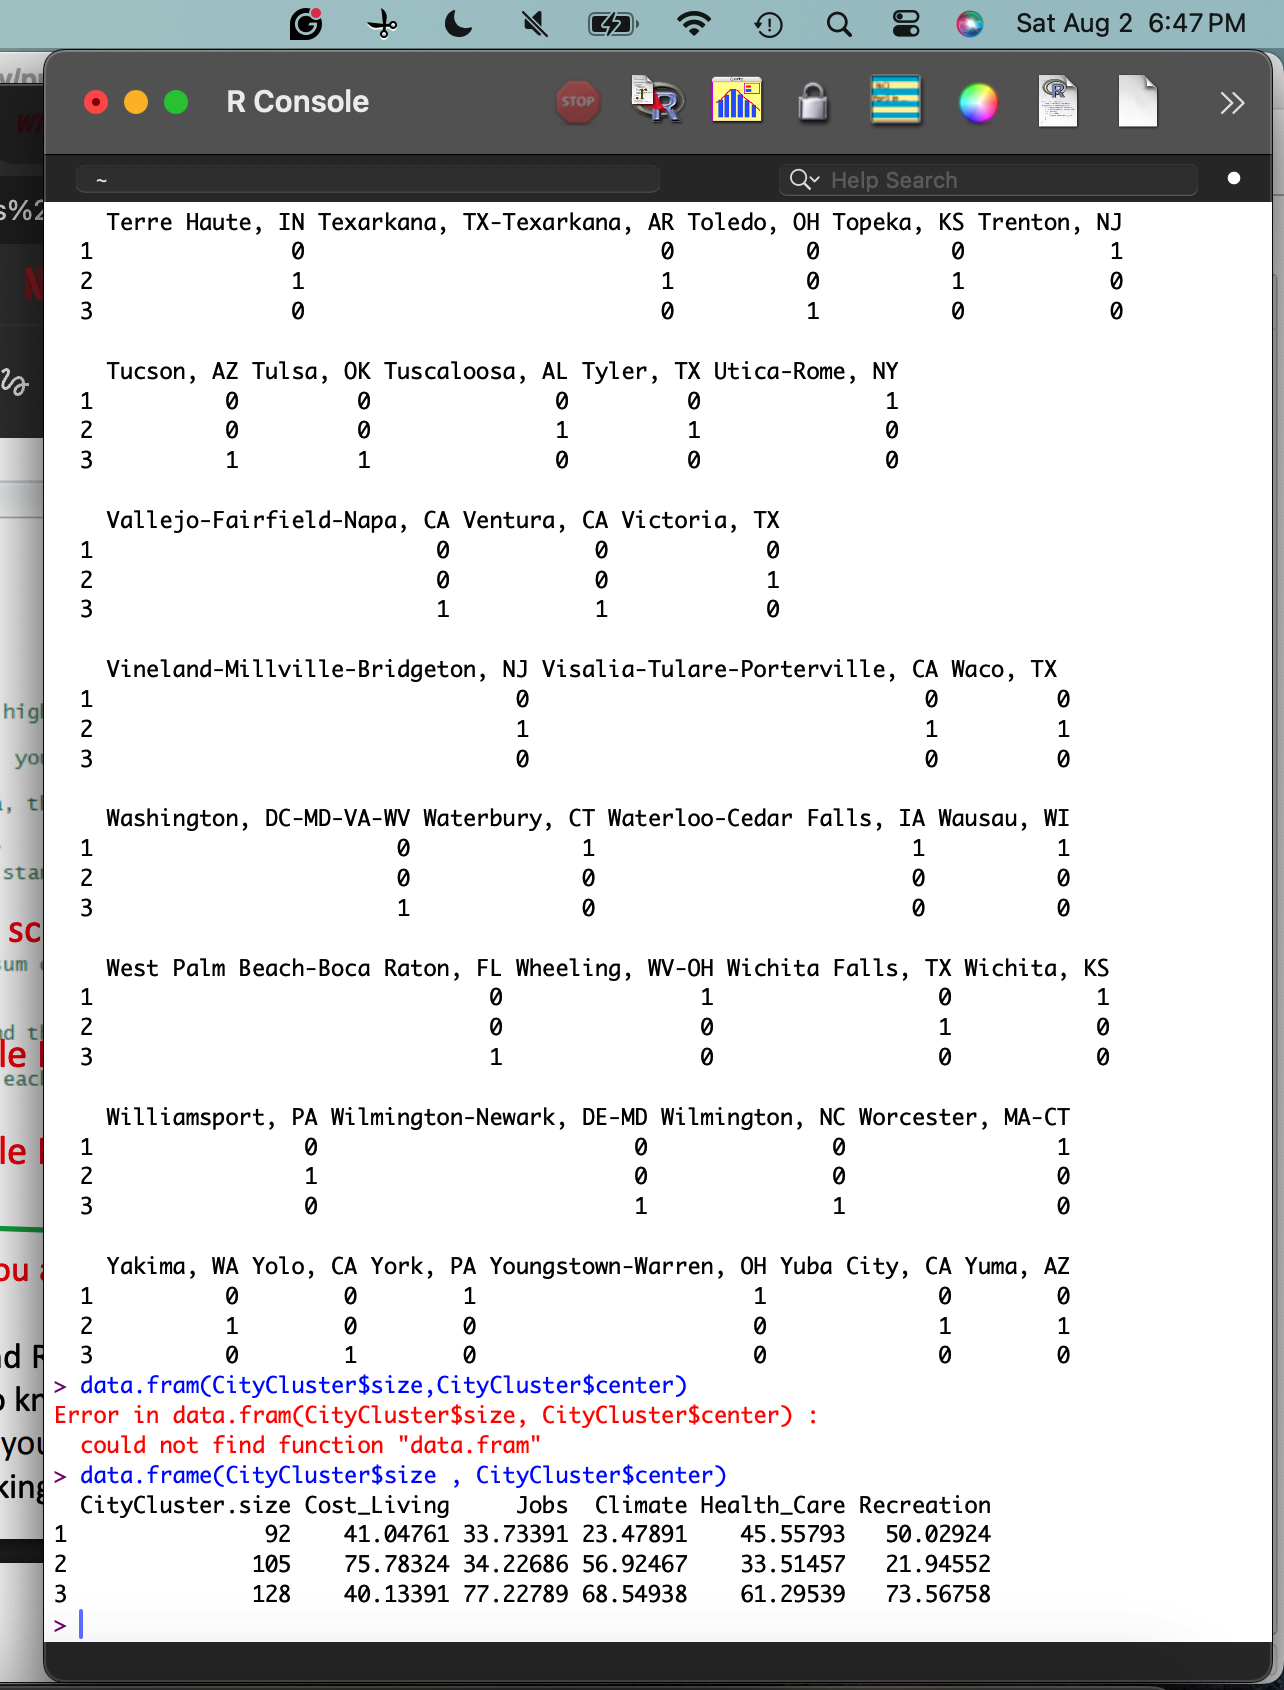 Sat Aug 2 6:47 PM
R Console
STOP
~
Help Search
Terre Haute, IN Texarkana, TX-Texarkana, AR Toledo, OH Topeka, KS Trenton, NJ
1 0 0 0 0 1
2 1 1 0 1 0
3 0 0 1 0 0
Tucson, AZ Tulsa, OK Tuscaloosa, AL Tyler, TX Utica-Rome, NY
1 0 0 0 0 1
2 0 0 1 1 0
3 1 1 0 0 0
Vallejo-Fairfield-Napa, CA Ventura, CA Victoria, TX
1 0 0 0
2 0 0 1
3 1 1 0
Vineland-Millville-Bridgeton, NJ Visalia-Tulare-Porterville, CA Waco, TX
1 0 0 0
2 1 1 1
3 0 0 0
Washington, DC-MD-VA-WV Waterbury, CT Waterloo-Cedar Falls, IA Wausau, WI
1 0 1 1 1
2 0 0 0 0
3 1 0 0 0
West Palm Beach-Boca Raton, FL Wheeling, WV-OH Wichita Falls, TX Wichita, KS
1 0 1 0 1
2 0 0 1 0
3 1 0 0 0
Williamsport, PA Wilmington-Newark, DE-MD Wilmington, NC Worcester, MA-CT
1 0 0 0 1
2 1 0 0 0
3 0 1 1 0
Yakima, WA Yolo, CA York, PA Youngstown-Warren, OH Yuba City, CA Yuma, AZ
1 0 0 1 1 0 0
2 1 0 0 0 1 1
3 0 1 0 0 0 0
> data.fram(CityCluster$size,CityCluster$center)
Error in data.fram(CityCluster$size, CityCluster$center) :
could not find function "data.fram"
> data.frame(CityCluster$size , CityCluster$center)
CityCluster.size Cost_Living Jobs Climate Health_Care Recreation
1 92 41.04761 33.73391 23.47891 45.55793 50.02924
2 105 75.78324 34.22686 56.92467 33.51457 21.94552
3 128 40.13391 77.22789 68.54938 61.29539 73.56758
>